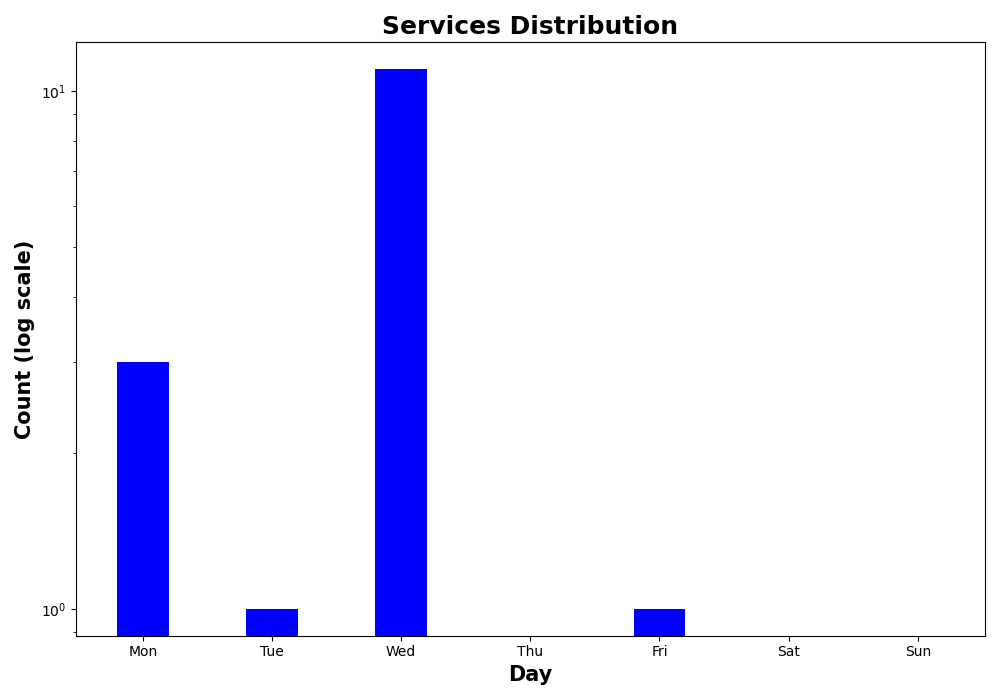 Services Distribution
Count (log scale)
10¹
10⁰
Mon Tue Wed Thu Fri Sat Sun
Day